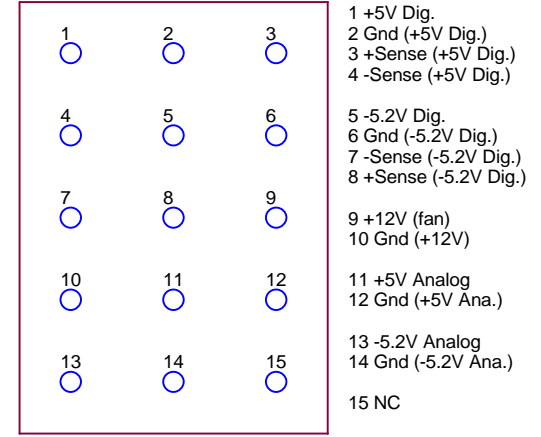 1 2 3
4 5 6
7 8 9
10 11 12
13 14 15
1 +5V Dig.
2 Gnd (+5V Dig.)
3 +Sense (+5V Dig.)
4 -Sense (+5V Dig.)
5 -5.2V Dig.
6 Gnd (-5.2V Dig.)
7 -Sense (-5.2V Dig.)
8 +Sense (-5.2V Dig.)
9 +12V (fan)
10 Gnd (+12V)
11 +5V Analog
12 Gnd (+5V Ana.)
13 -5.2V Analog
14 Gnd (-5.2V Ana.)
15 NC